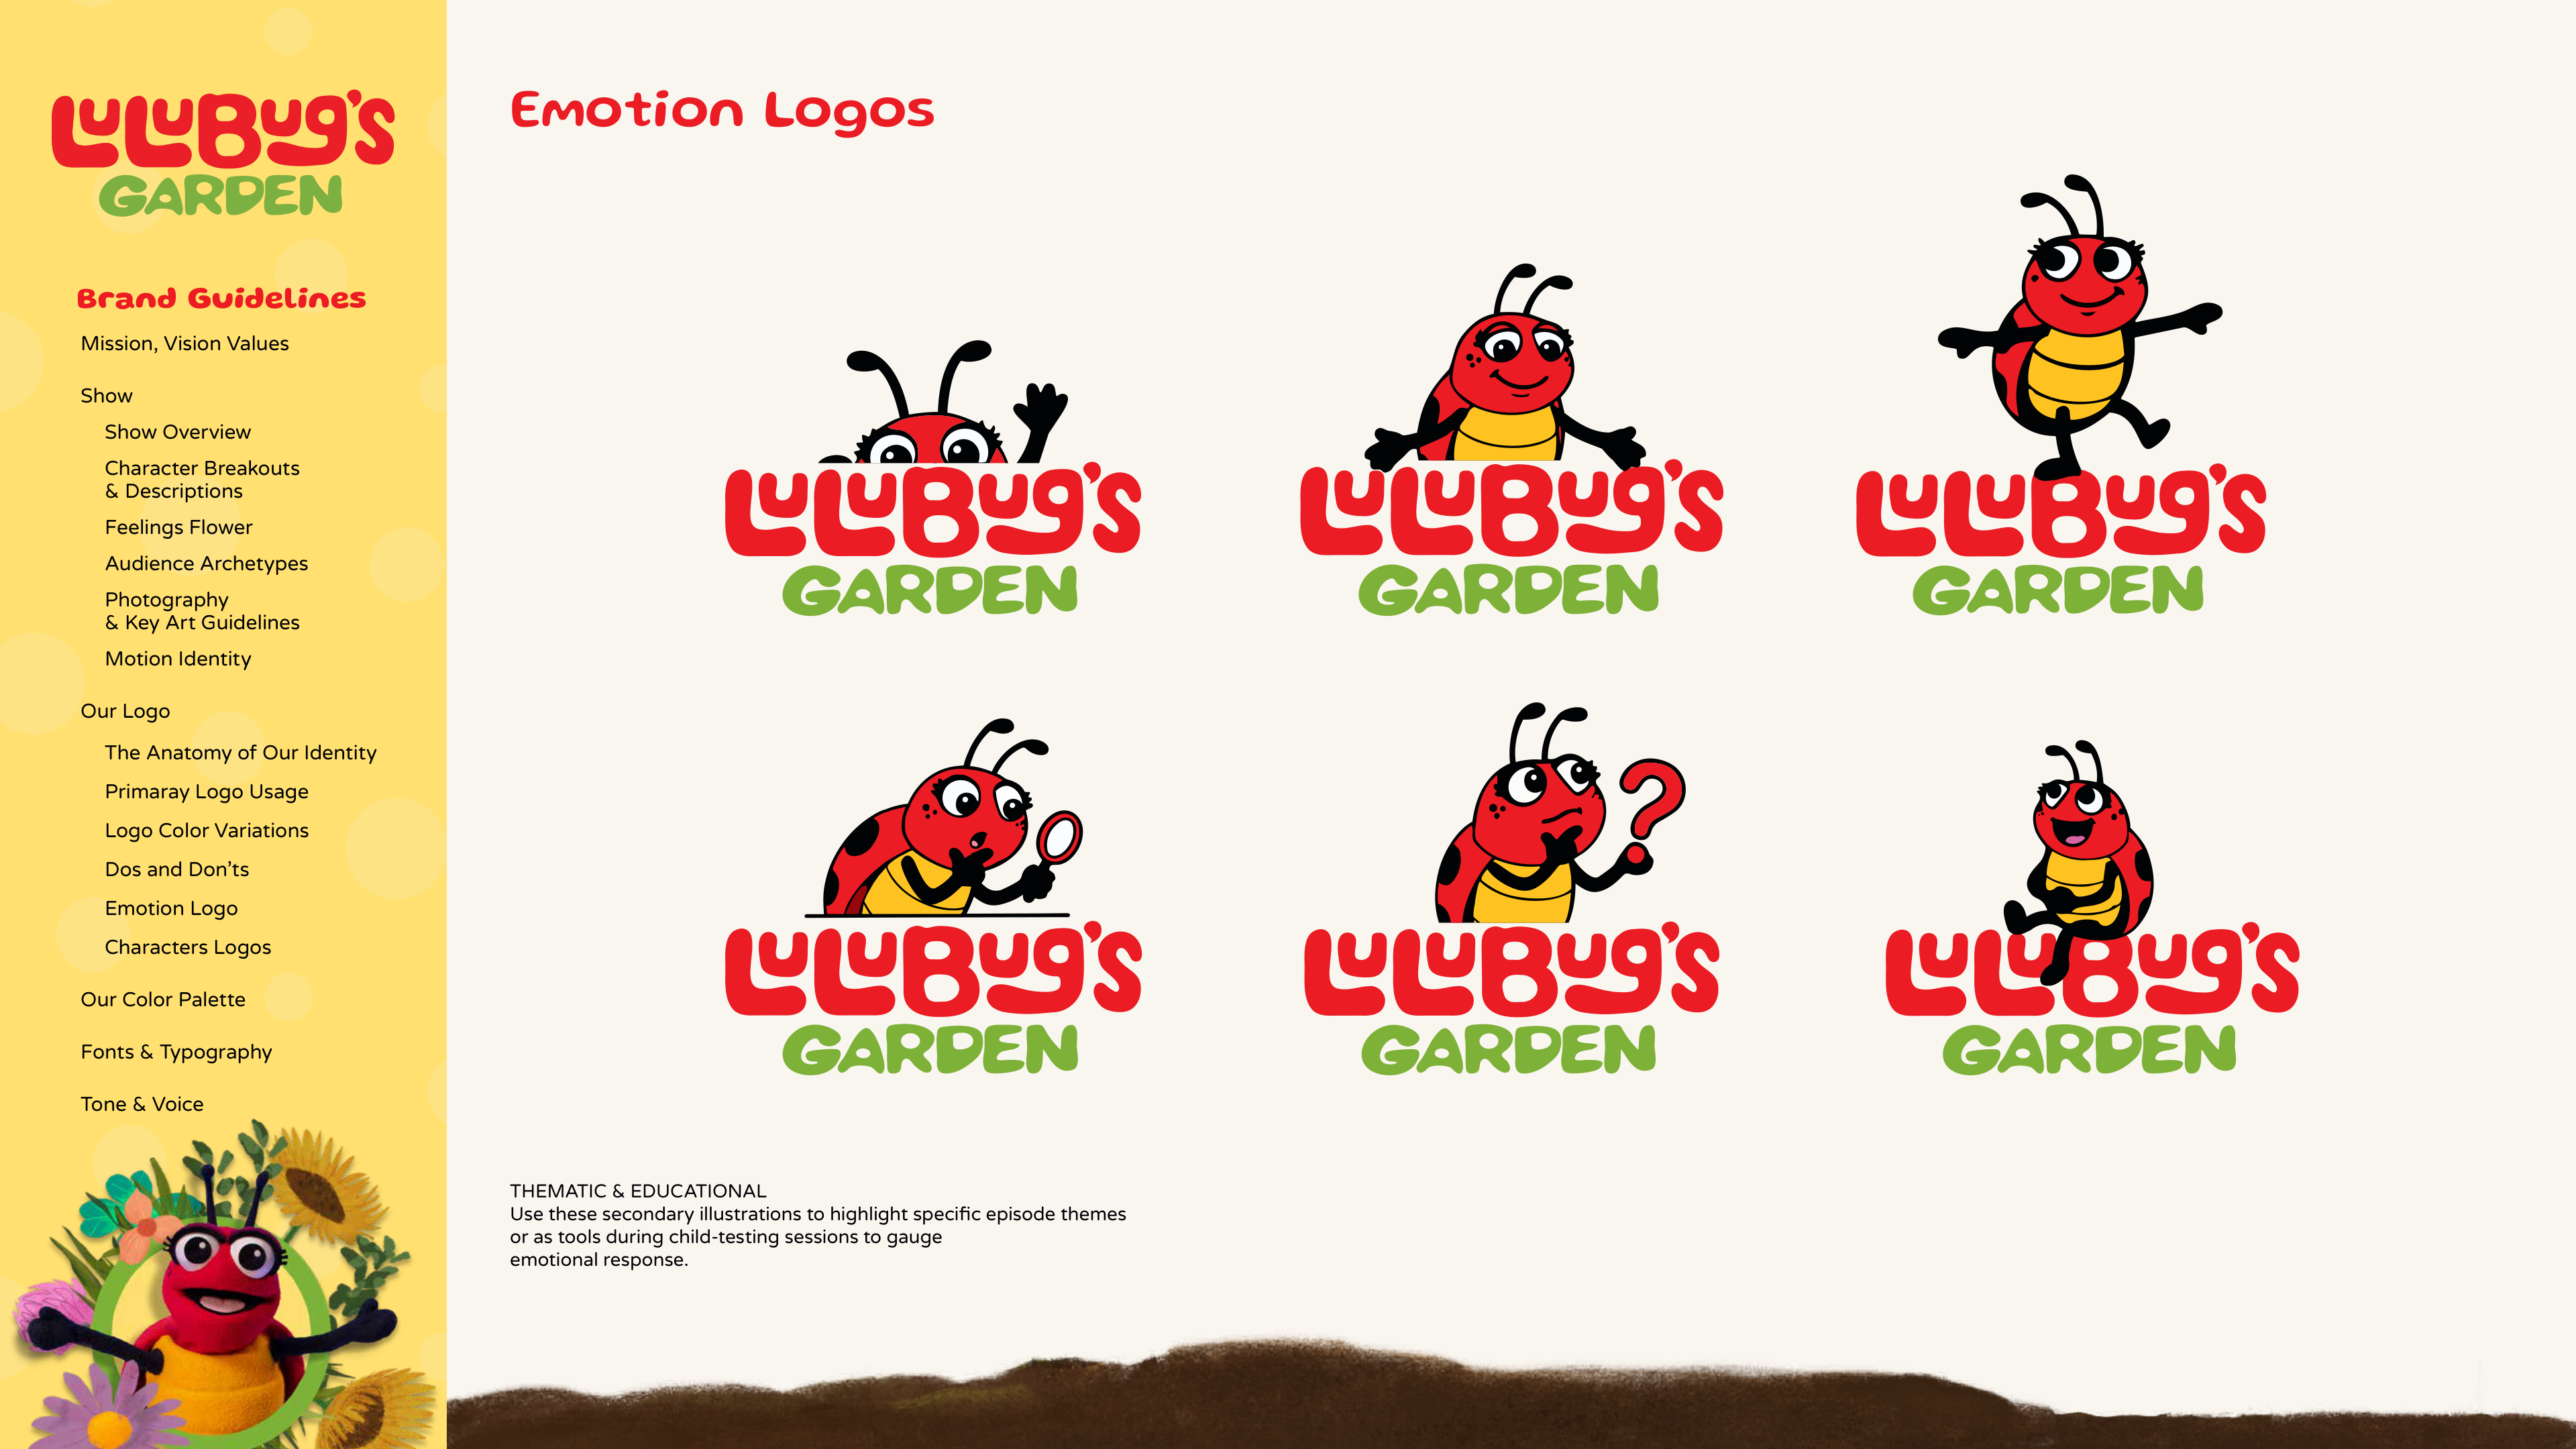 LuLuBug's
GARDEN
Brand Guidelines
Mission, Vision Values
Show
Show Overview
Character Breakouts
& Descriptions
Feelings Flower
Audience Archetypes
Photography
& Key Art Guidelines
Motion Identity
Our Logo
The Anatomy of Our Identity
Primaray Logo Usage
Logo Color Variations
Dos and Don'ts
Emotion Logo
Characters Logos
Our Color Palette
Fonts & Typography
Tone & Voice
Emotion Logos
LuLuBug's
GARDEN
LuLuBug's
GARDEN
LuLuBug's
GARDEN
LuLuBug's
GARDEN
?
LuLuBug's
GARDEN
LuLuBug's
GARDEN
THEMATIC & EDUCATIONAL
Use these secondary illustrations to highlight specific episode themes
or as tools during child-testing sessions to gauge
emotional response.